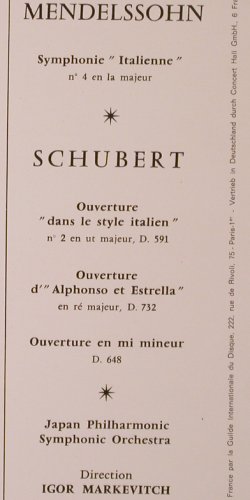 MENDELSSOHN
Symphonie " Italienne "
n° 4 en la majeur
SCHUBERT
Ouverture
" dans le style italien "
n° 2 en ut majeur, D. 591
Ouverture
d'" Alphonso et Estrella "
en ré majeur, D. 732
Ouverture en mi mineur
D. 648
Japan Philharmonic
Symphonic Orchestra
Direction
IGOR MARKEVITCH
France par la Guilde Internationale du Disque, 222, rue de Rivoli, 75 - Paris-1er - Vertrieb in Deutschland durch Concert Hall GmbH., 6 Fr